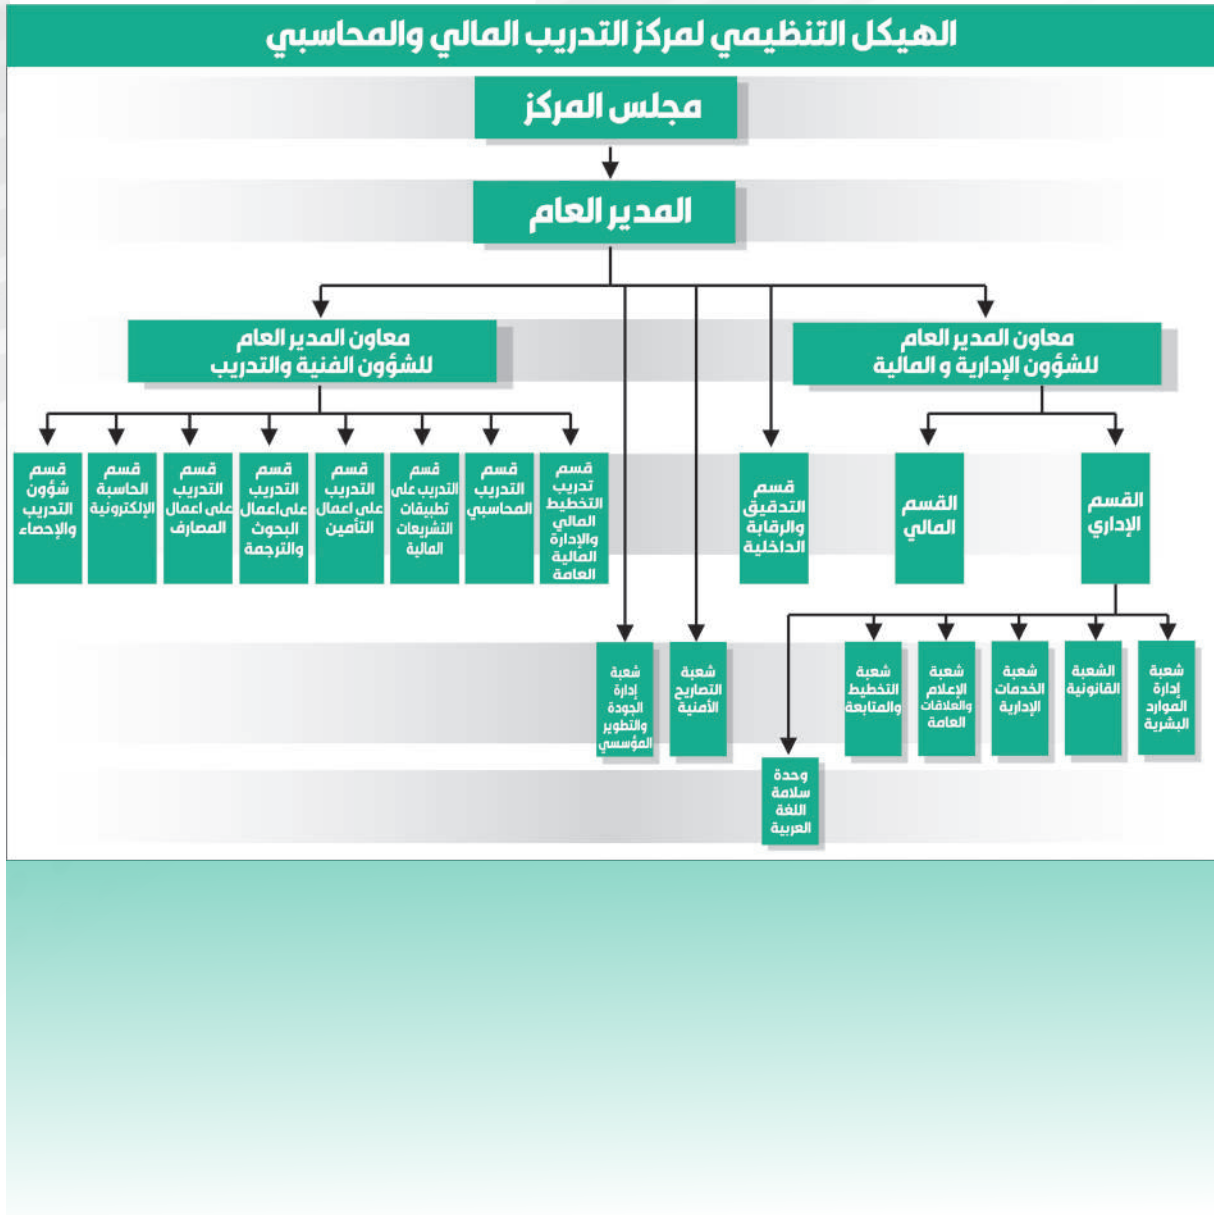 الهيكل التنظيمي لمركز التدريب المالي والمحاسبي
مجلس المركز
المدير العام
معاون المدير العام
للشؤون الإدارية و المالية
معاون المدير العام
للشؤون الفنية والتدريب
القسم
الإداري
القسم
المالي
قسم
التدقيق
والرقابة
الداخلية
قسم
تدريب
التخطيط
المالي
والإدارة
المالية
العامة
قسم
التدريب
المحاسبي
قسم
التدريب على
تطبيقات
التشريعات
المالية
قسم
التدريب
على اعمال
التأمين
قسم
التدريب
على اعمال
البحوث
والترجمة
قسم
التدريب
على اعمال
المصارف
قسم
الحاسبة
الإلكترونية
قسم
شؤون
التدريب
والإحصاء
شعبة
إدارة
الموارد
البشرية
الشعبة
القانونية
شعبة
الخدمات
الإدارية
شعبة
الإعلام
والعلاقات
العامة
شعبة
التخطيط
والمتابعة
شعبة
التصاريح
الأمنية
شعبة
إدارة
الجودة
والتطوير
المؤسسي
وحدة
سلامة
اللغة
العربية